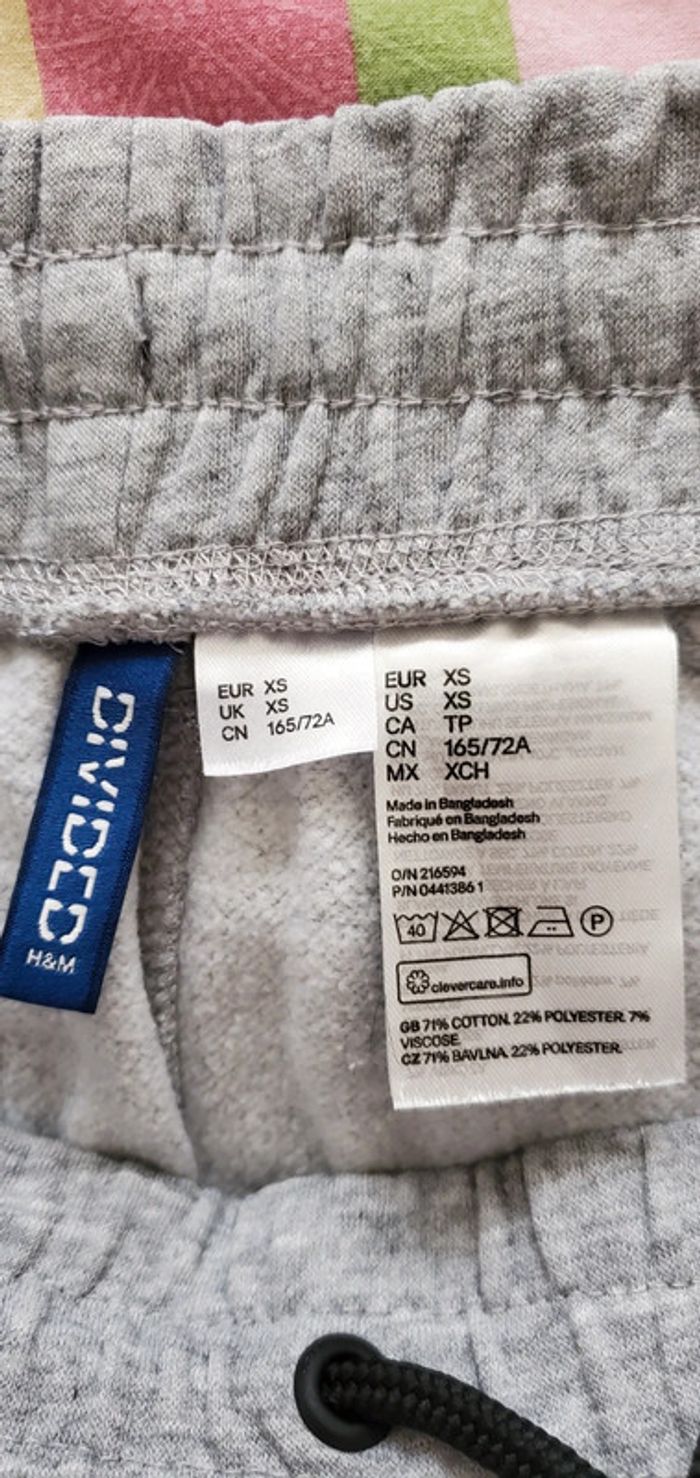 DIVIDED
H&M
EUR XS
UK XS
CN 165/72A
EUR XS
US XS
CA TP
CN 165/72A
MX XCH
Made in Bangladesh
Fabriqué en Bangladesh
Hecho en Bangladesh
O/N 216594
P/N 0441386 1
40
P
clevercare.info
GB 71% COTTON. 22% POLYESTER. 7%
VISCOSE.
CZ 71% BAVLNA. 22% POLYESTER.